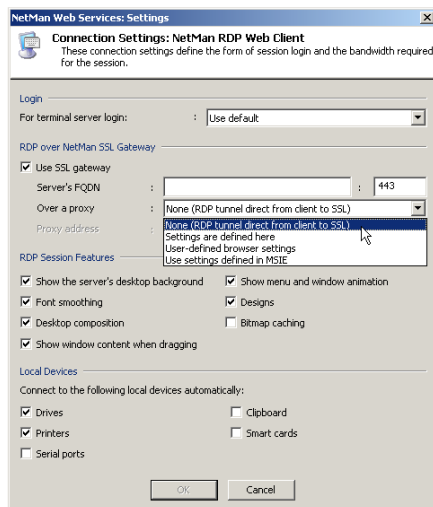 NetMan Web Services: Settings
Connection Settings: NetMan RDP Web Client
These connection settings define the form of session login and the bandwidth required
for the session.
Login
For terminal server login: : Use default
RDP over NetMan SSL Gateway
Use SSL gateway
Server's FQDN : : 443
Over a proxy : None (RDP tunnel direct from client to SSL)
Proxy address : None (RDP tunnel direct from client to SSL)
Settings are defined here
User-defined browser settings
Use settings defined in MSIE
RDP Session Features
Show the server's desktop background Show menu and window animation
Font smoothing Designs
Desktop composition Bitmap caching
Show window content when dragging
Local Devices
Connect to the following local devices automatically:
Drives Clipboard
Printers Smart cards
Serial ports
OK Cancel